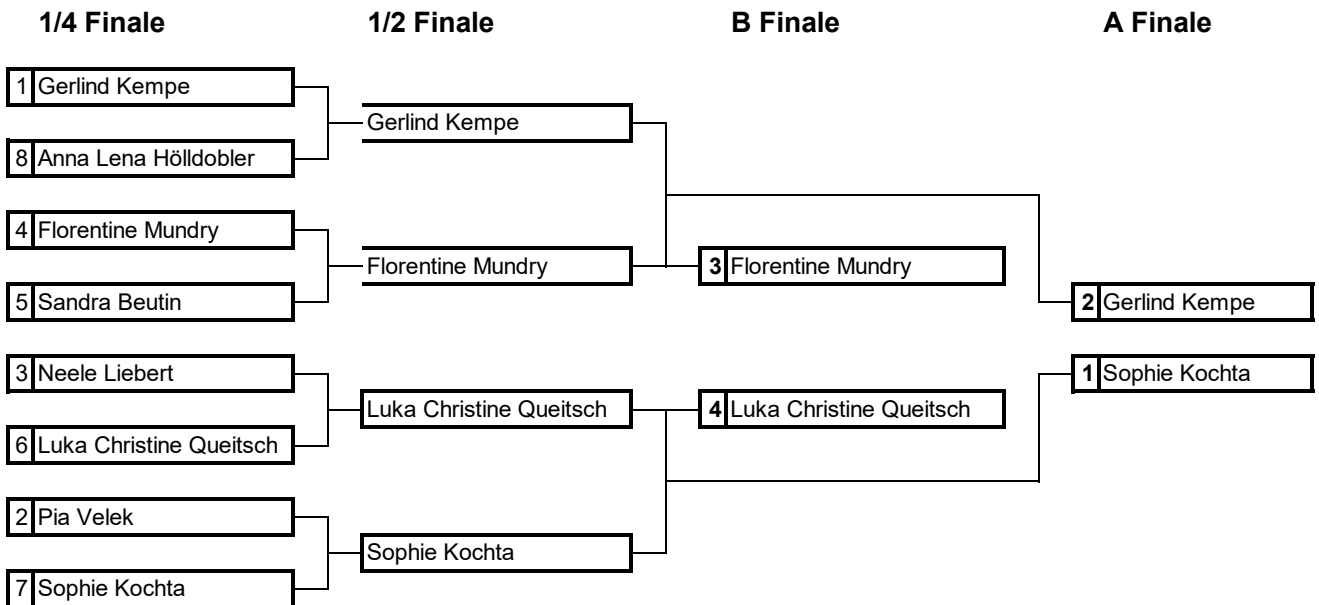 1/4 Finale
1/2 Finale
B Finale
A Finale
1 Gerlind Kempe
Gerlind Kempe
8 Anna Lena Hölldobler
4 Florentine Mundry
Florentine Mundry
3 Florentine Mundry
5 Sandra Beutin
2 Gerlind Kempe
3 Neele Liebert
1 Sophie Kochta
Luka Christine Queitsch
4 Luka Christine Queitsch
6 Luka Christine Queitsch
2 Pia Velek
Sophie Kochta
7 Sophie Kochta